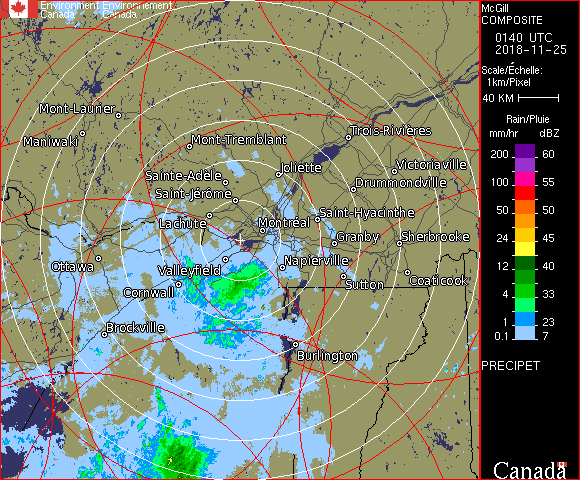 Environment Environnement
Canada Canada
McGill
COMPOSITE
0140 UTC
2018-11-25
Scale/Échelle:
1km/Pixel
40 KM
Rain/Pluie
mm/hr dBZ
200 60
100 55
50 50
24 45
12 40
4 33
1 23
0.1 7
PRECIPET
Canada
Mont-Laurier
Maniwaki
Mont-Tremblant
Trois-Rivières
Joliette
Victoriaville
Sainte-Adèle
Drummondville
Saint-Jérôme
Saint-Hyacinthe
Lachute
Montréal
Granby
Sherbrooke
Ottawa
Valleyfield
Napierville
Cornwall
Sutton
Coaticook
Brockville
Burlington